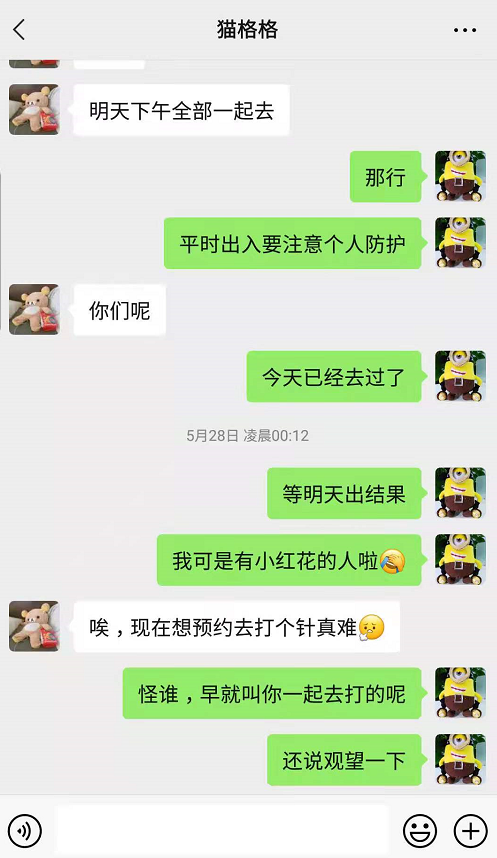 猫格格
明天下午全部一起去
那行
平时出入要注意个人防护
你们呢
今天已经去过了
5月28日 凌晨00:12
等明天出结果
我可是有小红花的人啦
唉，现在想预约去打个针真难
怪谁，早就叫你一起去打的呢
还说观望一下